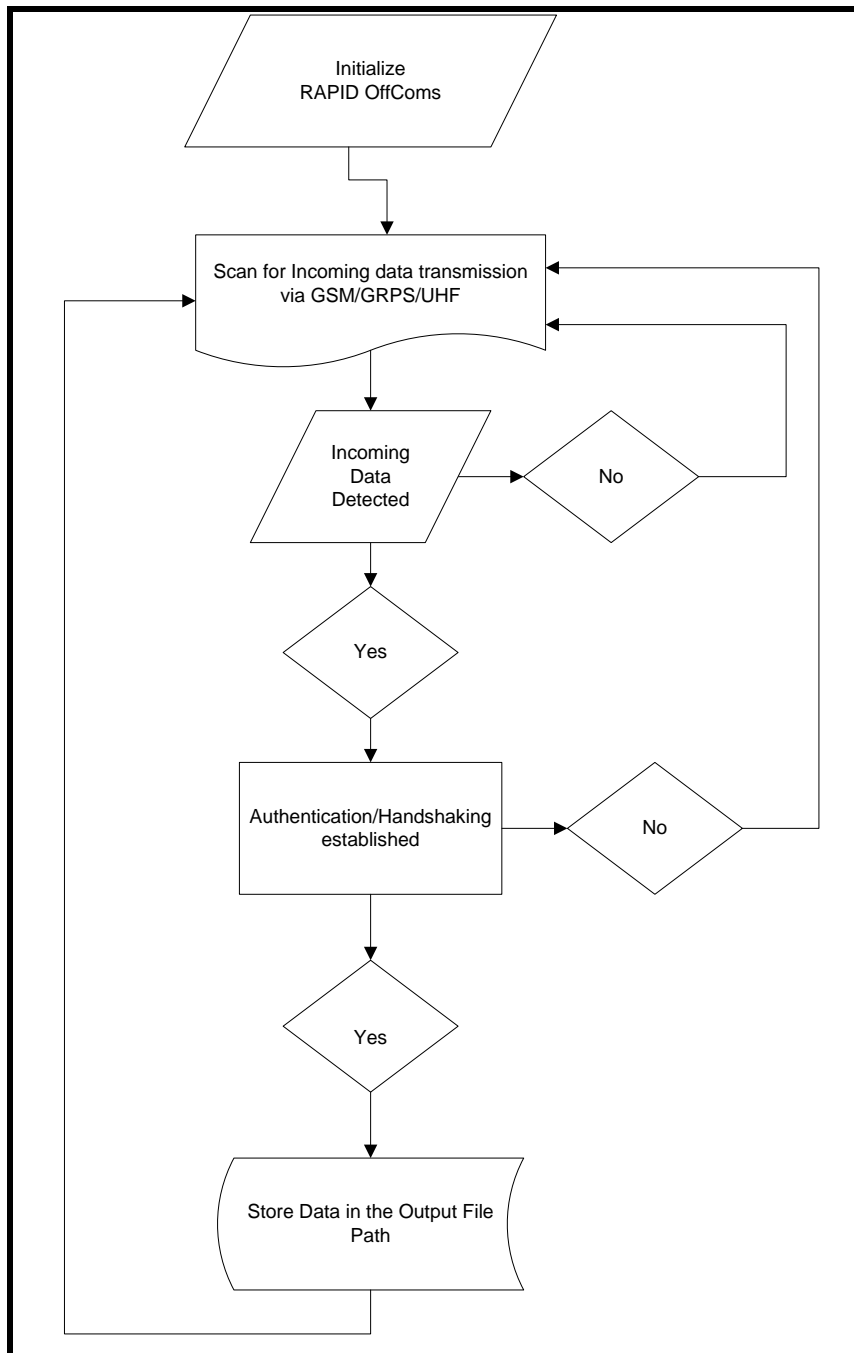 Initialize
RAPID OffComs
Scan for Incoming data transmission
via GSM/GRPS/UHF
Incoming
Data
Detected
No
Yes
Authentication/Handshaking
established
No
Yes
Store Data in the Output File
Path